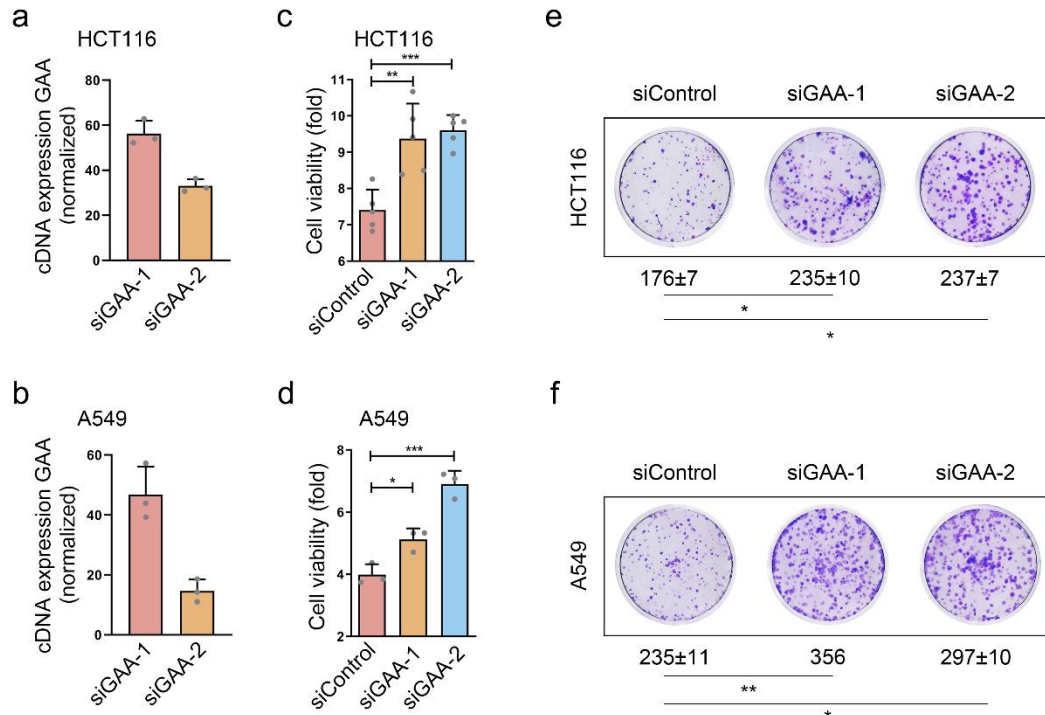 a
HCT116
cDNA expression GAA
(normalized)
60
40
20
0
siGAA-1
siGAA-2
80
c
HCT116
***
**
Cell viability (fold)
11
10
9
8
7
6
siControl
siGAA-1
siGAA-2
e
siControl siGAA-1 siGAA-2
HCT116
176±7 235±10 237±7
*
*
b
A549
cDNA expression GAA
(normalized)
60
40
20
0
siGAA-1
siGAA-2
d
A549
***
*
Cell viability (fold)
8
6
4
2
siControl
siGAA-1
siGAA-2
f
siControl siGAA-1 siGAA-2
A549
235±11 356 297±10
**
*